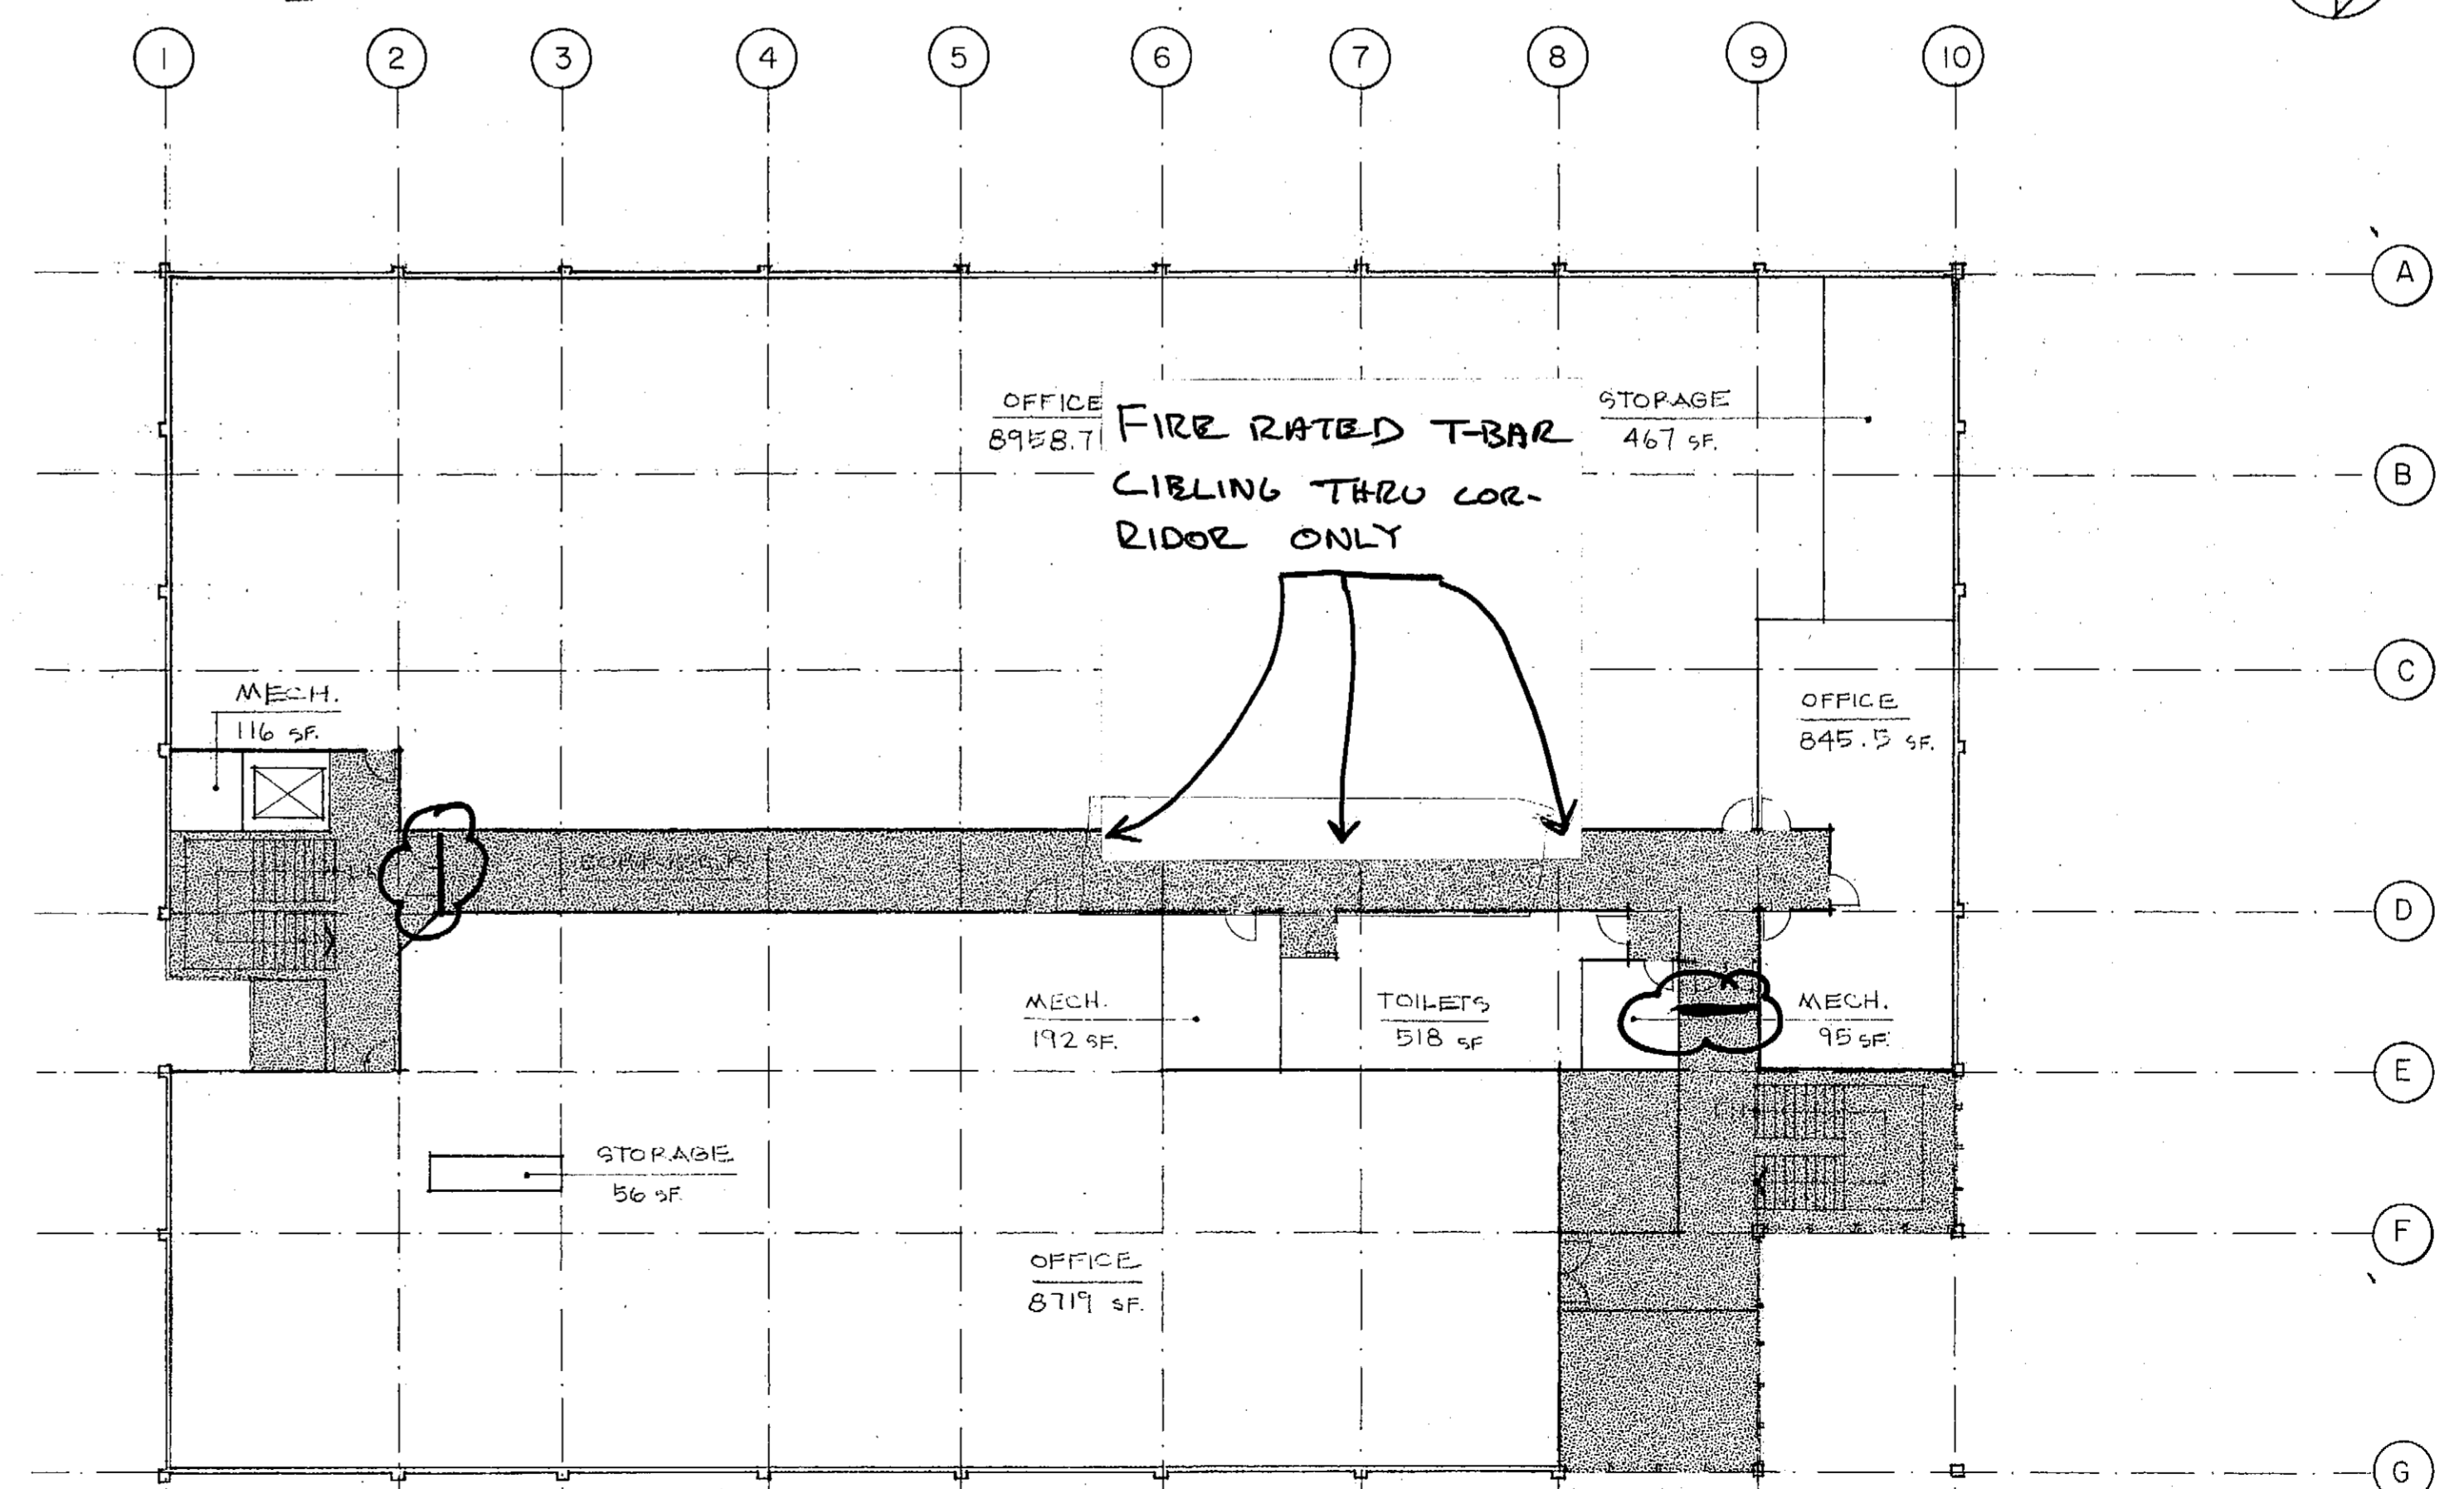 1 2 3 4 5 6 7 8 9 10
A
OFFICE
8958.71
FIRE RATED T-BAR
CIELING THRU COR-
RIDOR ONLY
STORAGE
467 SF.
B
C
MECH.
116 SF.
OFFICE
845.5 SF.
D
MECH.
192 SF.
TOILETS
518 SF
MECH.
95 SF.
E
STORAGE
56 SF.
F
OFFICE
8719 SF.
G